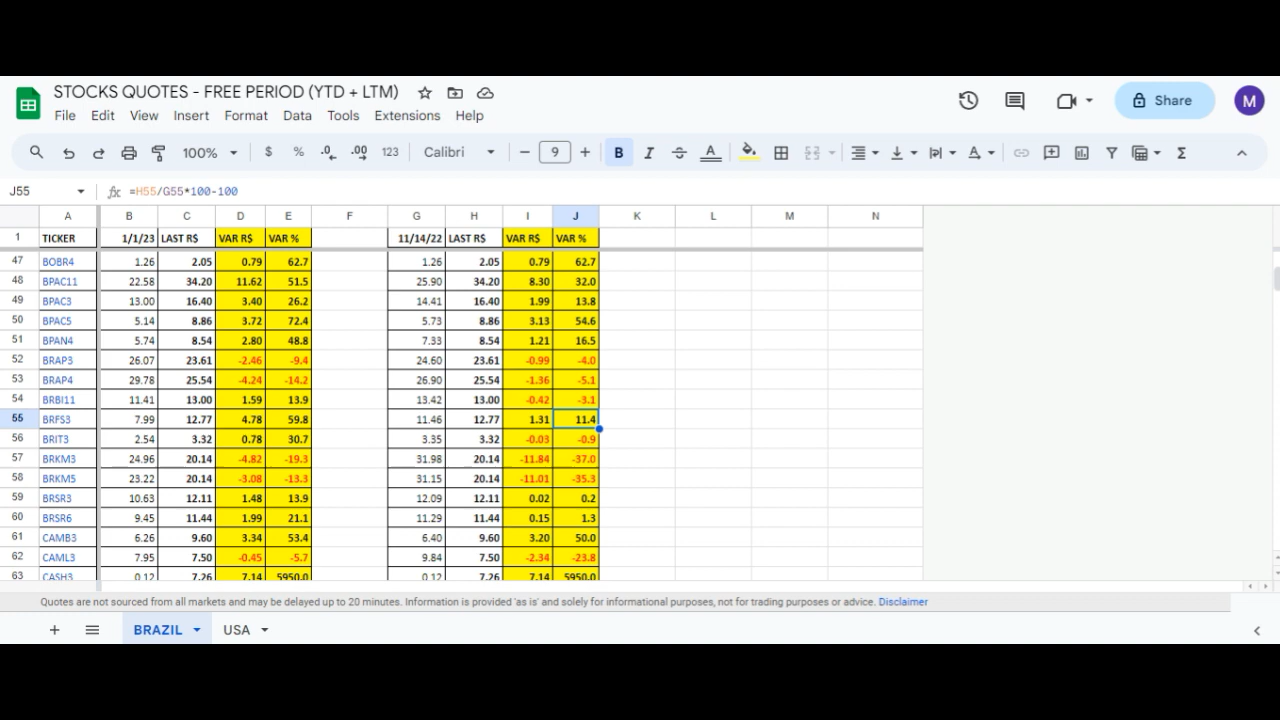 STOCKS QUOTES - FREE PERIOD (YTD + LTM)
File Edit View Insert Format Data Tools Extensions Help
Share M
100% $ % .0 .00 123 Calibri - 9 + B I S A
J55 fx =H55/G55*100-100
A B C D E F G H I J K L M N
1 TICKER 1/1/23 LAST R$ VAR R$ VAR % 11/14/22 LAST R$ VAR R$ VAR %
47 BOBR4 1.26 2.05 0.79 62.7 1.26 2.05 0.79 62.7
48 BPAC11 22.58 34.20 11.62 51.5 25.90 34.20 8.30 32.0
49 BPAC3 13.00 16.40 3.40 26.2 14.41 16.40 1.99 13.8
50 BPAC5 5.14 8.86 3.72 72.4 5.73 8.86 3.13 54.6
51 BPAN4 5.74 8.54 2.80 48.8 7.33 8.54 1.21 16.5
52 BRAP3 26.07 23.61 -2.46 -9.4 24.60 23.61 -0.99 -4.0
53 BRAP4 29.78 25.54 -4.24 -14.2 26.90 25.54 -1.36 -5.1
54 BRBI11 11.41 13.00 1.59 13.9 13.42 13.00 -0.42 -3.1
55 BRFS3 7.99 12.77 4.78 59.8 11.46 12.77 1.31 11.4
56 BRIT3 2.54 3.32 0.78 30.7 3.35 3.32 -0.03 -0.9
57 BRKM3 24.96 20.14 -4.82 -19.3 31.98 20.14 -11.84 -37.0
58 BRKM5 23.22 20.14 -3.08 -13.3 31.15 20.14 -11.01 -35.3
59 BRSR3 10.63 12.11 1.48 13.9 12.09 12.11 0.02 0.2
60 BRSR6 9.45 11.44 1.99 21.1 11.29 11.44 0.15 1.3
61 CAMB3 6.26 9.60 3.34 53.4 6.40 9.60 3.20 50.0
62 CAML3 7.95 7.50 -0.45 -5.7 9.84 7.50 -2.34 -23.8
63 CASH3 0.12 7.26 7.14 5950.0 0.12 7.26 7.14 5950.0
Quotes are not sourced from all markets and may be delayed up to 20 minutes. Information is provided 'as is' and solely for informational purposes, not for trading purposes or advice. Disclaimer
+ BRAZIL USA